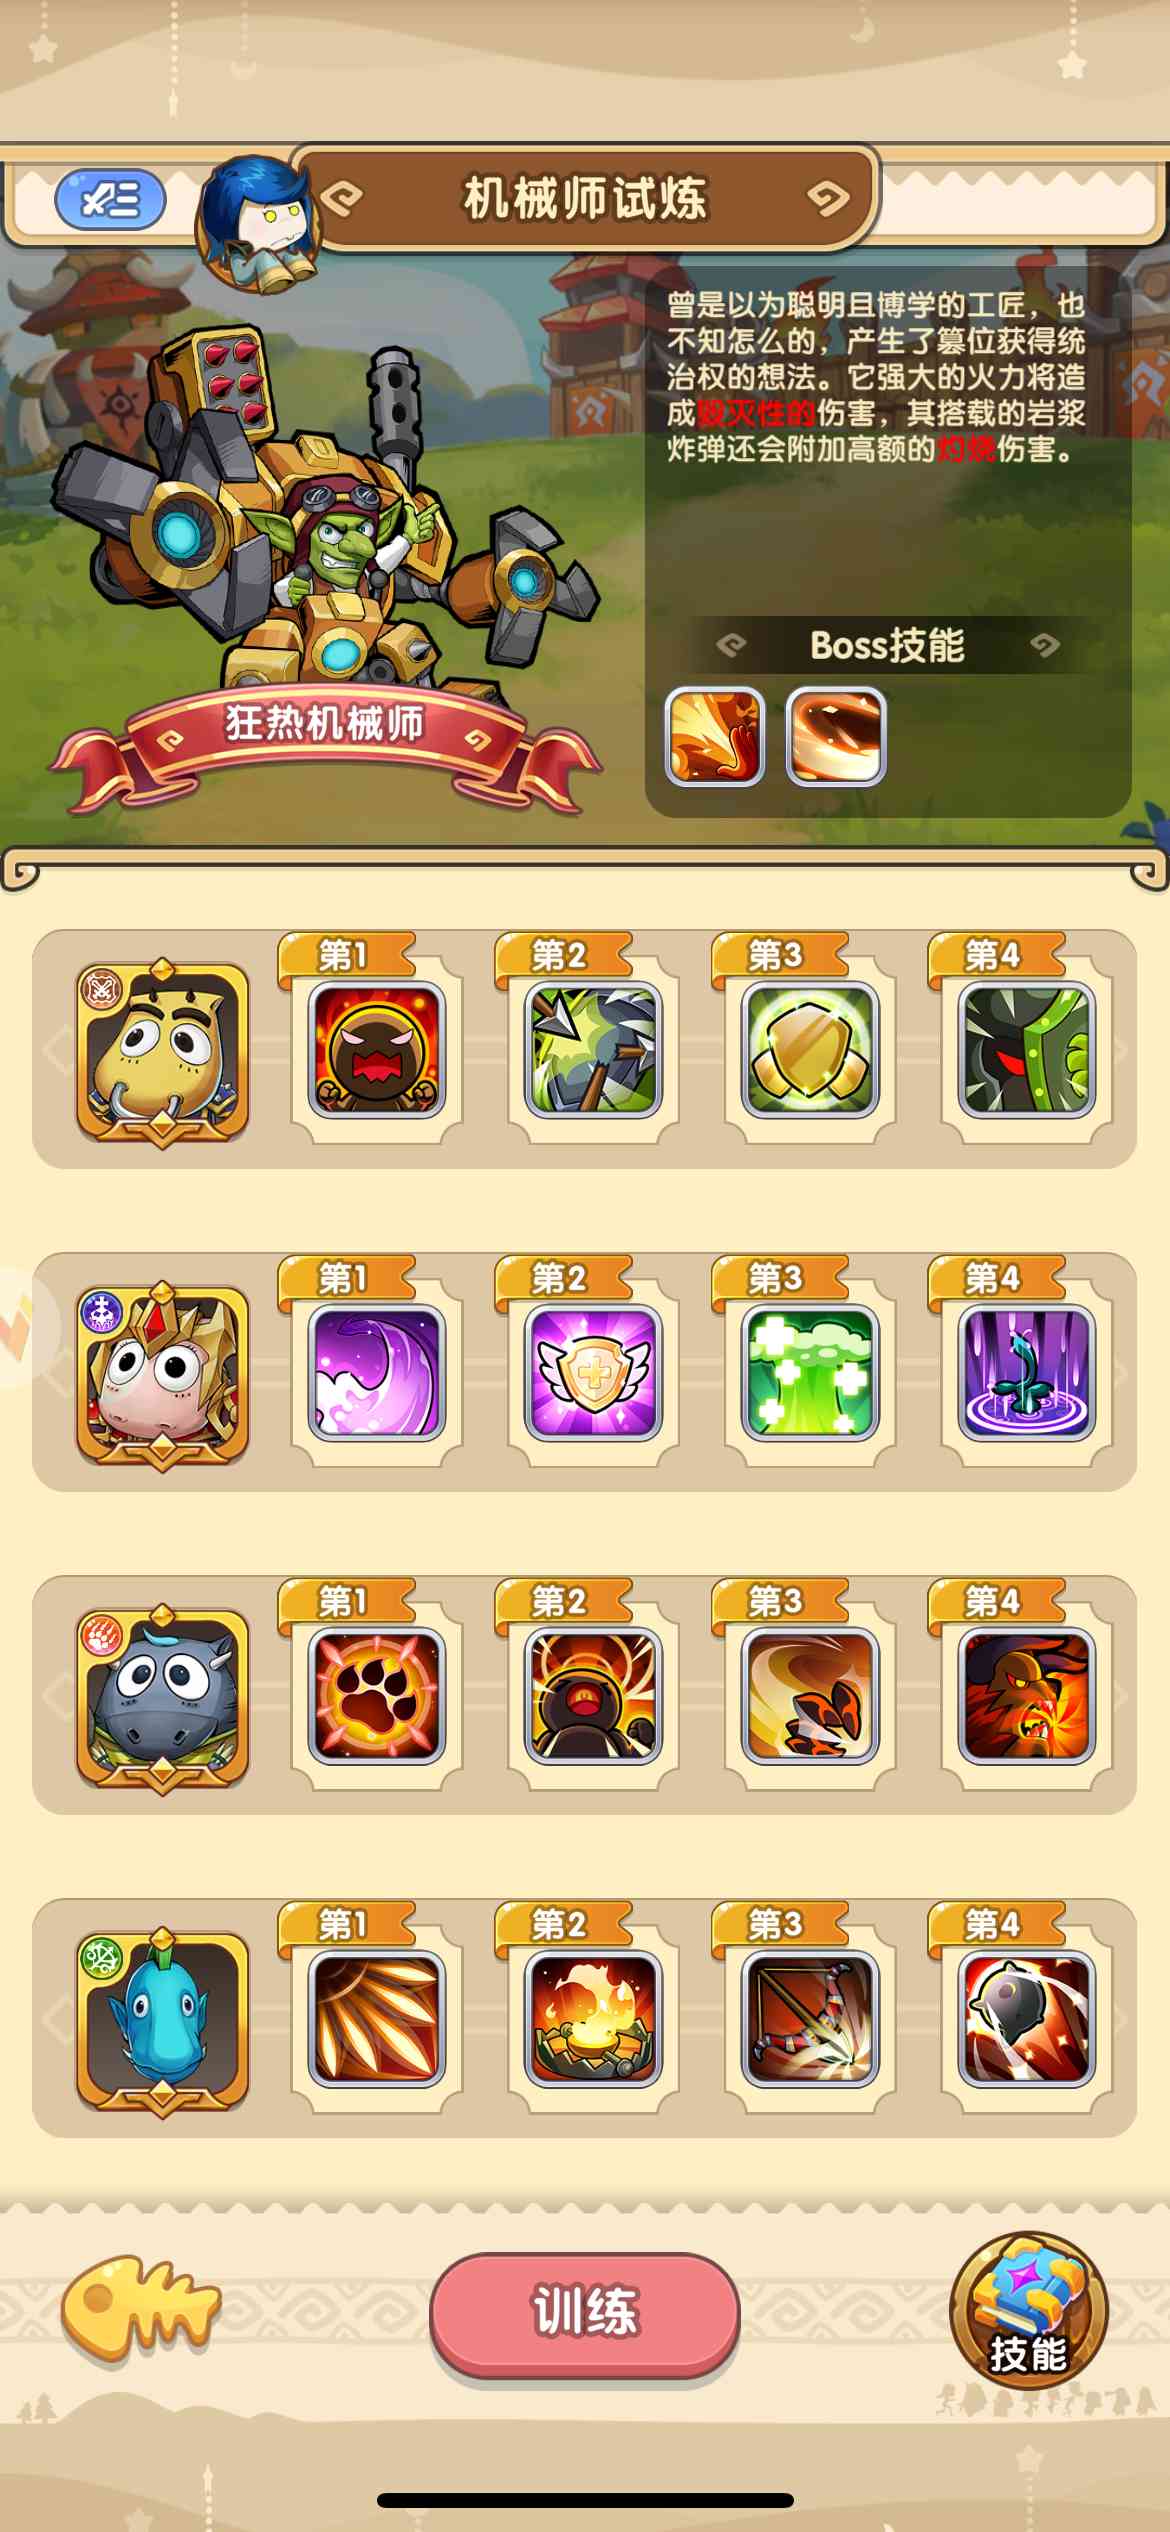 机械师试炼
曾是以为聪明且博学的工匠，也
不知怎么的，产生了篡位获得统
治权的想法。它强大的火力将造
成毁灭性的伤害，其搭载的岩浆
炸弹还会附加高额的灼烧伤害。
Boss技能
狂热机械师
第1 第2 第3 第4
第1 第2 第3 第4
第1 第2 第3 第4
第1 第2 第3 第4
训练
技能